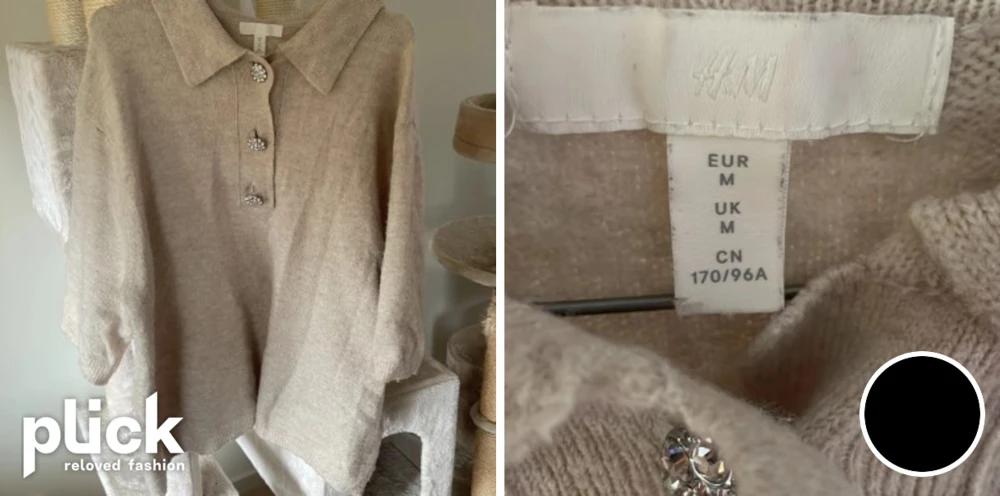 plick
reloved fashion
H&M
EUR
M
UK
M
CN
170/96A